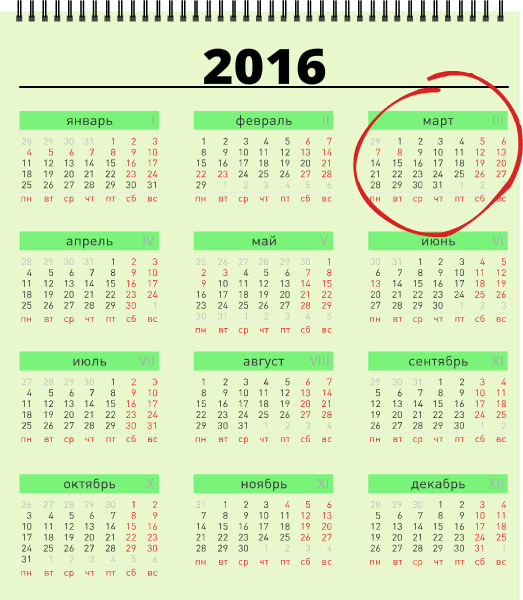 2016
январь I
28 29 30 31 1 2 3
4 5 6 7 8 9 10
11 12 13 14 15 16 17
18 19 20 21 22 23 24
25 26 27 28 29 30 31
пн вт ср чт пт сб вс
февраль II
1 2 3 4 5 6 7
8 9 10 11 12 13 14
15 16 17 18 19 20 21
22 23 24 25 26 27 28
29 1 2 3 4 5 6
пн вт ср чт пт сб вс
март III
29 1 2 3 4 5 6
7 8 9 10 11 12 13
14 15 16 17 18 19 20
21 22 23 24 25 26 27
28 29 30 31 1 2
пн вт ср чт пт сб вс
апрель IV
28 29 30 31 1 2 3
4 5 6 7 8 9 10
11 12 13 14 15 16 17
18 19 20 21 22 23 24
25 26 27 28 29 30 1
пн вт ср чт пт сб вс
май V
25 26 27 28 29 30 1
2 3 4 5 6 7 8
9 10 11 12 13 14 15
16 17 18 19 20 21 22
23 24 25 26 27 28 29
30 31 1 2 3 4 5
пн вт ср чт пт сб вс
июнь VI
30 31 1 2 3 4 5
6 7 8 9 10 11 12
13 14 15 16 17 18 19
20 21 22 23 24 25 26
27 28 29 30 1 2 3
пн вт ср чт пт сб вс
июль VII
27 28 29 30 1 2 3
4 5 6 7 8 9 10
11 12 13 14 15 16 17
18 19 20 21 22 23 24
25 26 27 28 29 30 31
пн вт ср чт пт сб вс
август VIII
1 2 3 4 5 6 7
8 9 10 11 12 13 14
15 16 17 18 19 20 21
22 23 24 25 26 27 28
29 30 31 1 2 3 4
пн вт ср чт пт сб вс
сентябрь XI
29 30 31 1 2 3 4
5 6 7 8 9 10 11
12 13 14 15 16 17 18
19 20 21 22 23 24 25
26 27 28 29 30 1 2
пн вт ср чт пт сб вс
октябрь X
26 27 28 29 30 1 2
3 4 5 6 7 8 9
10 11 12 13 14 15 16
17 18 19 20 21 22 23
24 25 26 27 28 29 30
31 1 2 3 4 5 6
пн вт ср чт пт сб вс
ноябрь XI
31 1 2 3 4 5 6
7 8 9 10 11 12 13
14 15 16 17 18 19 20
21 22 23 24 25 26 27
28 29 30 1 2 3 4
пн вт ср чт пт сб вс
декабрь XII
28 29 30 1 2 3 4
5 6 7 8 9 10 11
12 13 14 15 16 17 18
19 20 21 22 23 24 25
26 27 28 29 30 31 1
пн вт ср чт пт сб вс